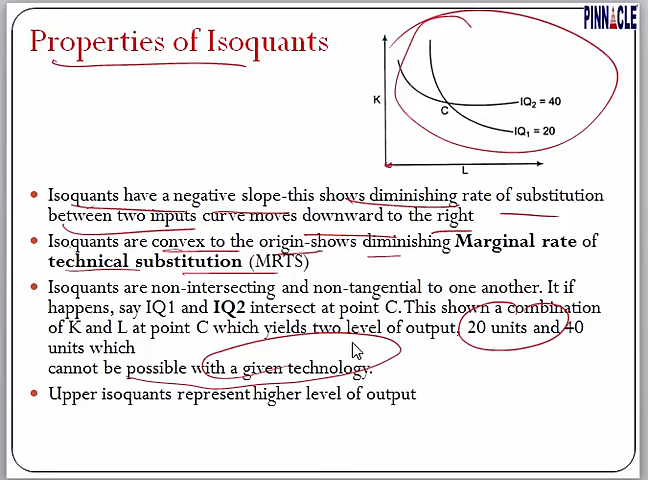 PINNACLE
Properties of Isoquants
K
IQ2 = 40
C
IQ1 = 20
L
Isoquants have a negative slope-this shows diminishing rate of substitution
between two inputs curve moves downward to the right
Isoquants are convex to the origin-shows diminishing Marginal rate of
technical substitution (MRTS)
Isoquants are non-intersecting and non-tangential to one another. It if
happens, say IQ1 and IQ2 intersect at point C. This shown a combination
of K and L at point C which yields two level of output. 20 units and 40
units which
cannot be possible with a given technology.
Upper isoquants represent higher level of output